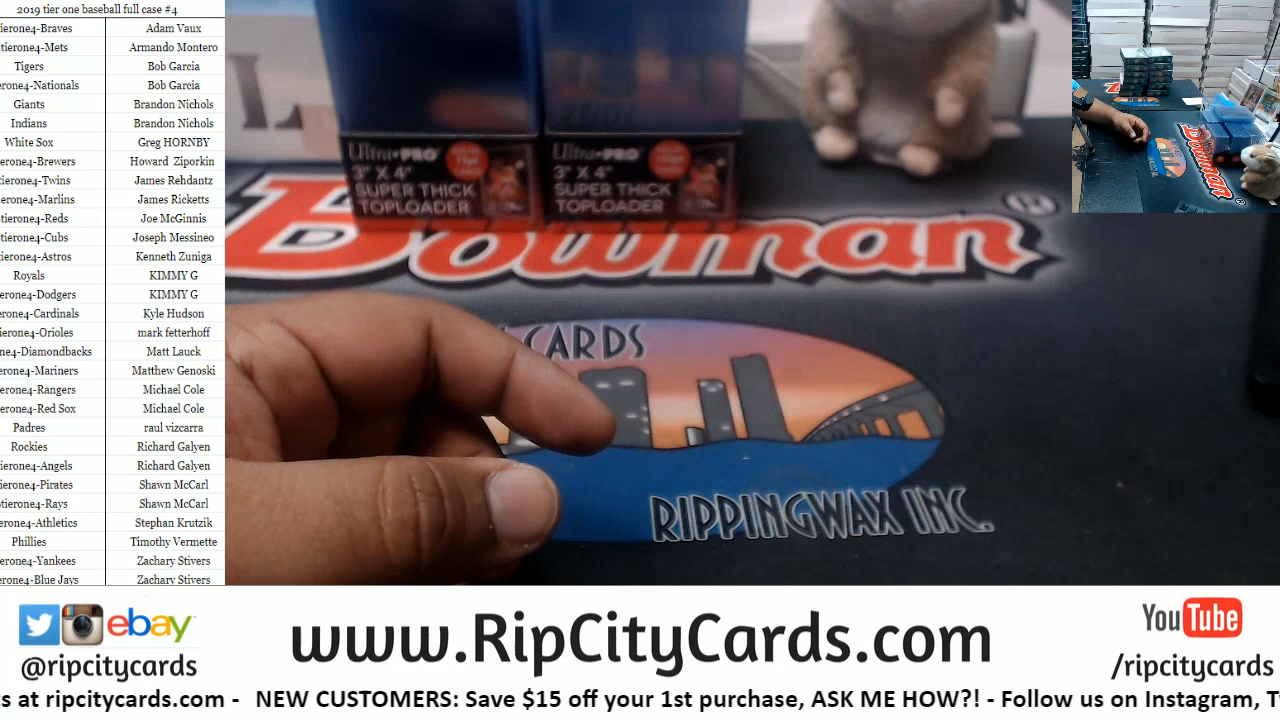 2019 tier one baseball full case #4
ierone4-Braves Adam Vaux
tierone4-Mets Armando Montero
Tigers Bob Garcia
erone4-Nationals Bob Garcia
Giants Brandon Nichols
Indians Brandon Nichols
White Sox Greg HORNBY
erone4-Brewers Howard Ziporkin
tierone4-Twins James Rehdantz
ierone4-Marlins James Ricketts
tierone4-Reds Joe McGinnis
tierone4-Cubs Joseph Messineo
tierone4-Astros Kenneth Zuniga
Royals KIMMY G
erone4-Dodgers KIMMY G
erone4-Cardinals Kyle Hudson
ierone4-Orioles mark fetterhoff
ne4-Diamondbacks Matt Lauck
erone4-Mariners Matthew Genoski
erone4-Rangers Michael Cole
erone4-Red Sox Michael Cole
Padres raul vizcarra
Rockies Richard Galyen
ierone4-Angels Richard Galyen
ierone4-Pirates Shawn McCarl
tierone4-Rays Shawn McCarl
erone4-Athletics Stephan Krutzik
Phillies Timothy Vermette
erone4-Yankees Zachary Stivers
erone4-Blue Jays Zachary Stivers
Ultra·PRO
3" X 4"
SUPER THICK
TOPLOADER
Ultra·PRO
3" X 4"
SUPER THICK
TOPLOADER
Bowman ®
CARDS
RIPPINGWAX INC.
Bowman ®
ebay
@ripcitycards
www.RipCityCards.com
YouTube
/ripcitycards
ts at ripcitycards.com - NEW CUSTOMERS: Save $15 off your 1st purchase, ASK ME HOW?! - Follow us on Instagram, T